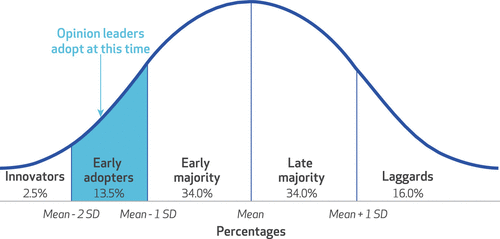 Opinion leaders
adopt at this time
Innovators
2.5%
Early
adopters
13.5%
Early
majority
34.0%
Late
majority
34.0%
Laggards
16.0%
Mean - 2 SD
Mean - 1 SD
Mean
Mean + 1 SD
Percentages